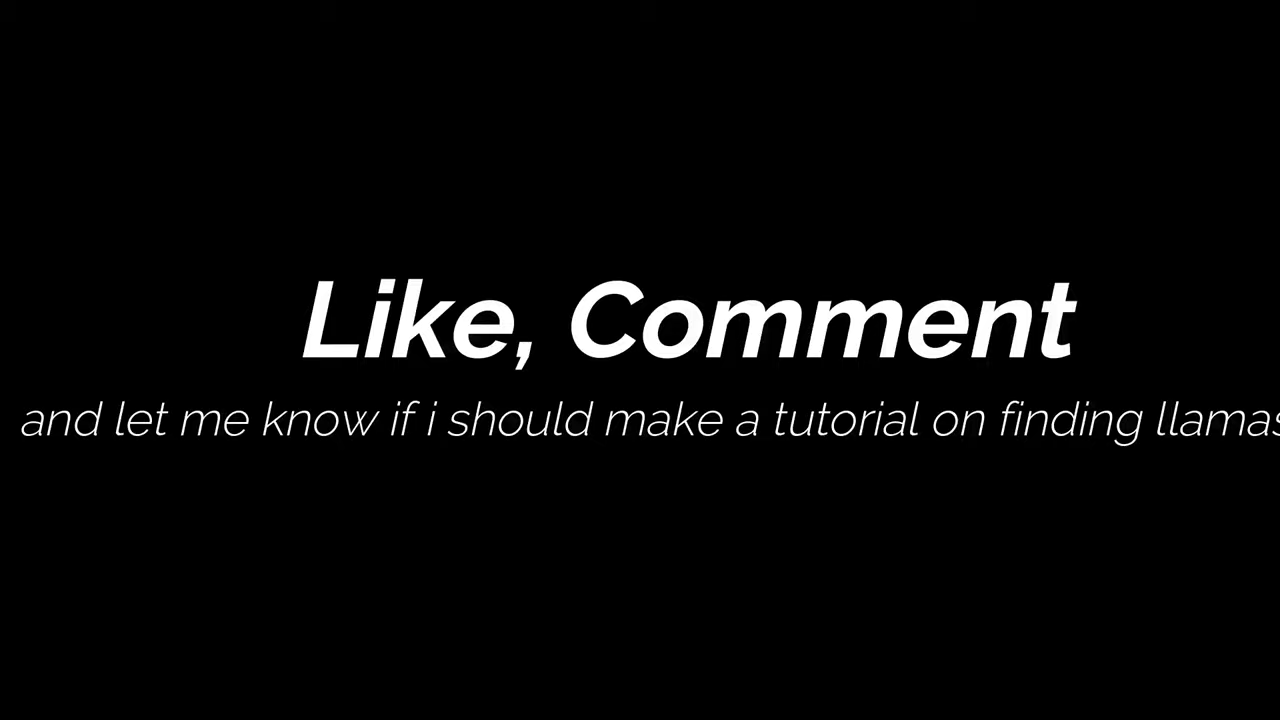 Like, Comment
and let me know if i should make a tutorial on finding llamas